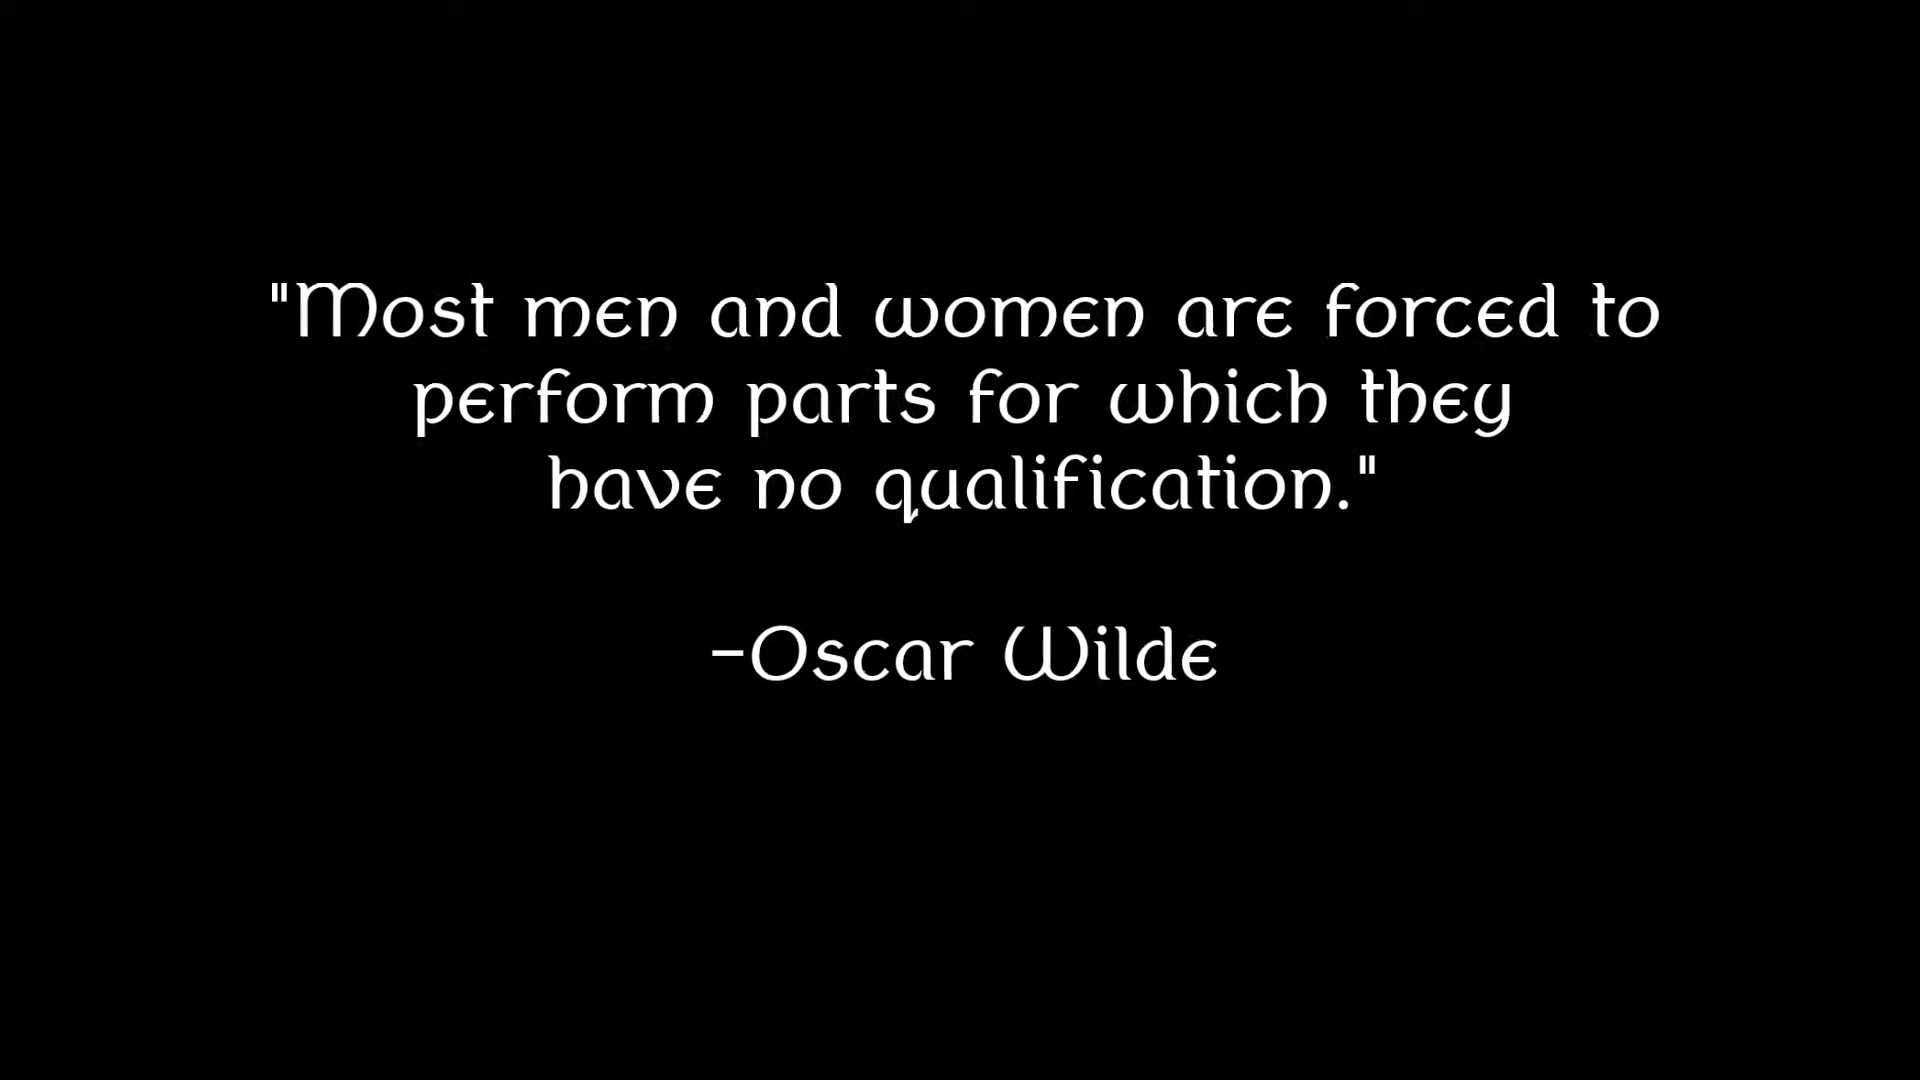 "Most men and women are forced to
perform parts for which they
have no qualification."
-Oscar Wilde